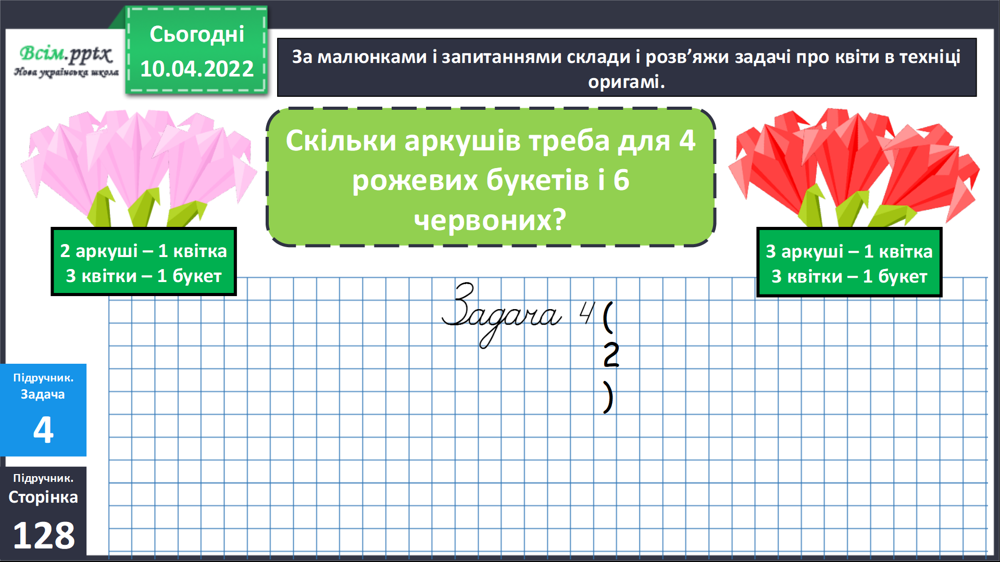 Сьогодні
10.04.2022
Всім.pptx
Нова українська школа
За малюнками і запитаннями склади і розв’яжи задачі про квіти в техніці
оригамі.
Скільки аркушів треба для 4
рожевих букетів і 6
червоних?
2 аркуші – 1 квітка
3 квітки – 1 букет
3 аркуші – 1 квітка
3 квітки – 1 букет
Задача 4 (
2
)
Підручник.
Задача
4
Підручник.
Сторінка
128